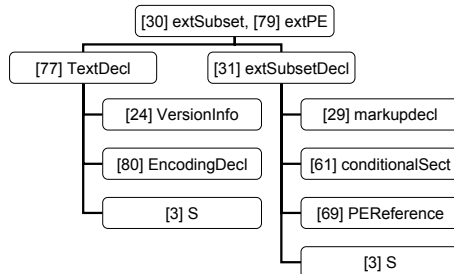 [30] extSubset, [79] extPE
[77] TextDecl
[31] extSubsetDecl
[24] VersionInfo
[29] markupdecl
[80] EncodingDecl
[61] conditionalSect
[3] S
[69] PEReference
[3] S